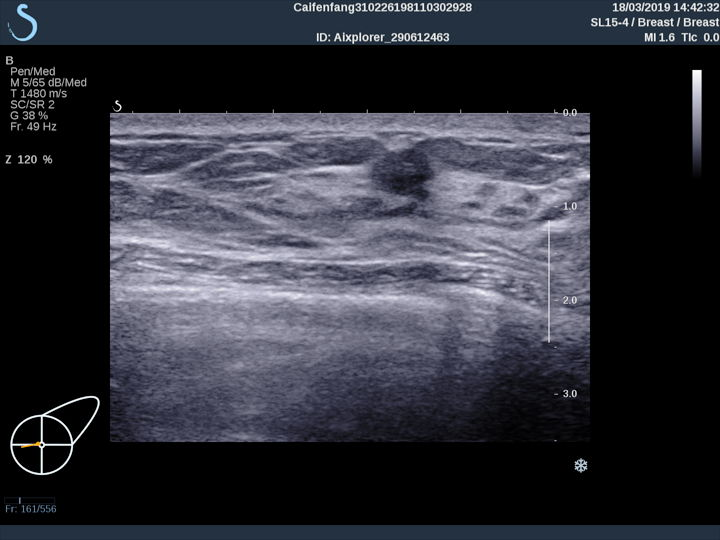 Caifenfang310226198110302928
18/03/2019 14:42:32
SL15-4 / Breast / Breast
ID: Aixplorer_290612463
MI 1.6 TIc 0.0
B
Pen/Med
M 5/65 dB/Med
T 1480 m/s
SC/SR 2
G 38 %
Fr. 49 Hz
Z 120 %
0.0
1.0
2.0
3.0
Fr: 161/556